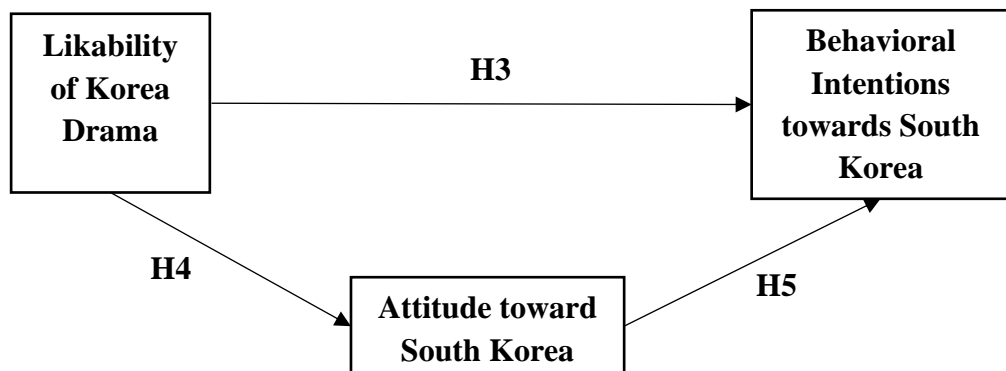 Likability
of Korea
Drama
H3
Behavioral
Intentions
towards South
Korea
H4
Attitude toward
South Korea
H5